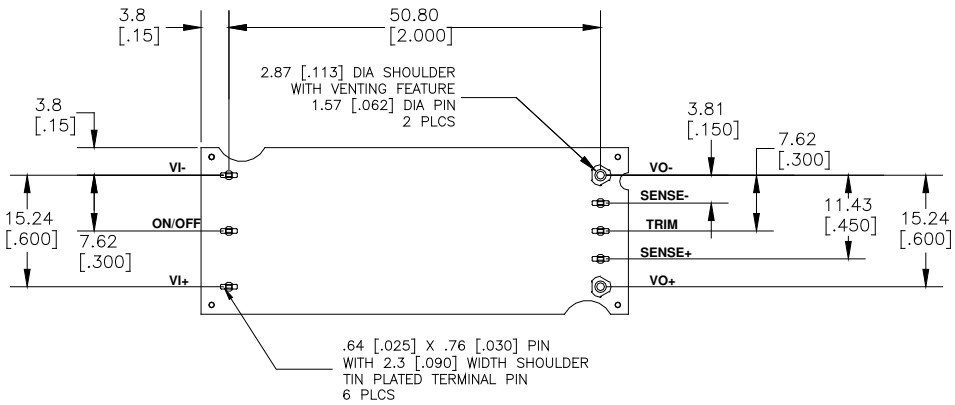 3.8
[.15]
50.80
[2.000]
2.87 [.113] DIA SHOULDER
WITH VENTING FEATURE
1.57 [.062] DIA PIN
2 PLCS
3.8
[.15]
3.81
[.150]
7.62
[.300]
VI-
VO-
SENSE-
15.24
[.600]
ON/OFF
7.62
[.300]
TRIM
11.43
[.450]
15.24
[.600]
SENSE+
VI+
VO+
.64 [.025] X .76 [.030] PIN
WITH 2.3 [.090] WIDTH SHOULDER
TIN PLATED TERMINAL PIN
6 PLCS